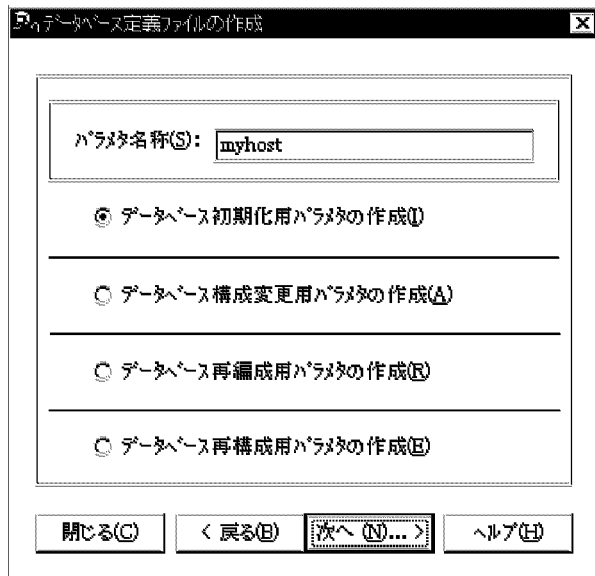 データベース定義ファイルの作成
パラメタ名称(S): myhost
データベース初期化用パラメタの作成(I)
データベース構成変更用パラメタの作成(A)
データベース再編成用パラメタの作成(R)
データベース再構成用パラメタの作成(E)
閉じる(C) < 戻る(B) 次へ (N)... > ヘルプ(H)